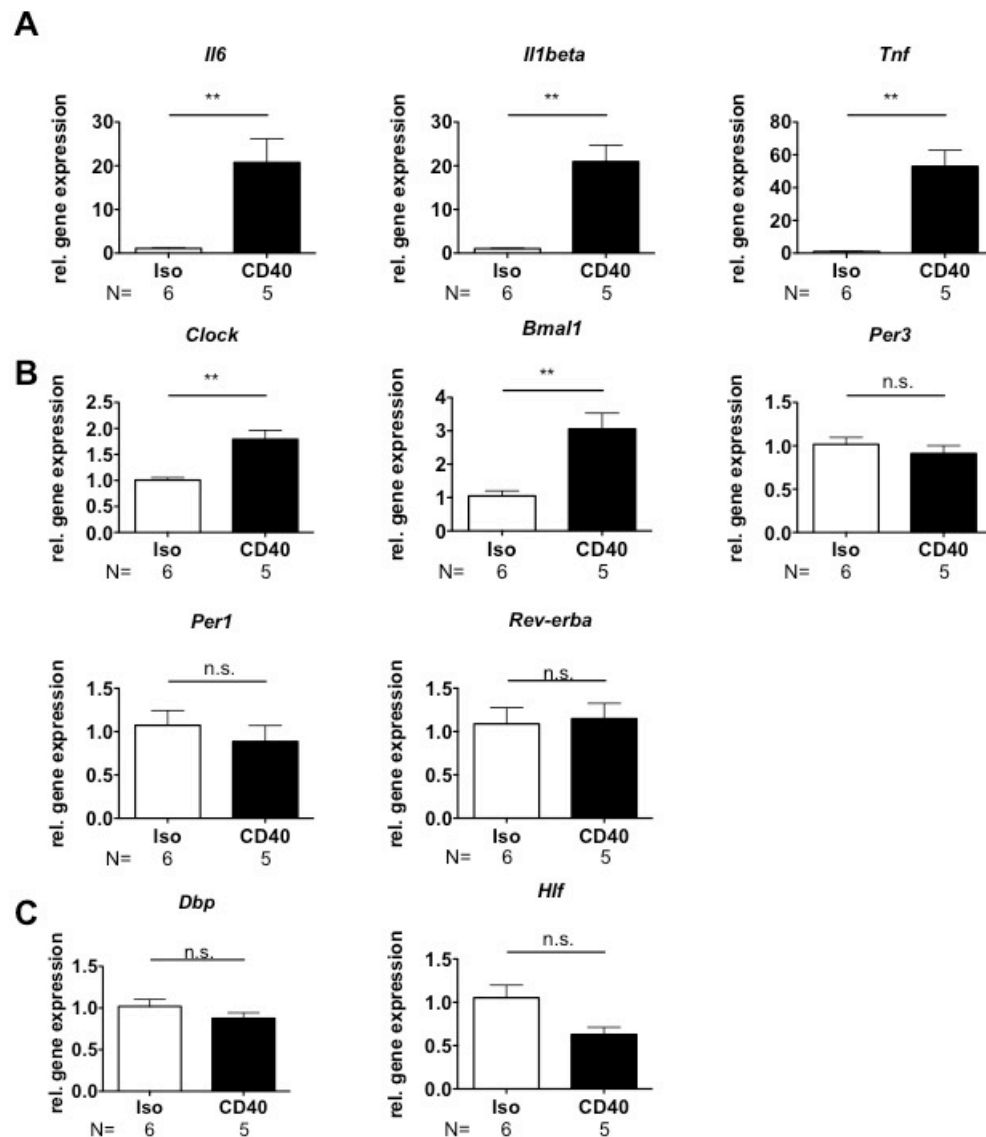 A
Il6
Il1beta
Tnf
**
**
**
rel. gene expression
30
20
10
0
Iso CD40
N= 6 5
rel. gene expression
30
20
10
0
Iso CD40
N= 6 5
rel. gene expression
80
60
40
20
0
Iso CD40
N= 6 5
B
Clock
Bmal1
Per3
**
**
n.s.
rel. gene expression
2.5
2.0
1.5
1.0
0.5
0.0
Iso CD40
N= 6 5
rel. gene expression
4
3
2
1
0
Iso CD40
N= 6 5
rel. gene expression
1.5
1.0
0.5
0.0
Iso CD40
N= 6 5
Per1
Rev-erba
n.s.
n.s.
rel. gene expression
1.5
1.0
0.5
0.0
Iso CD40
N= 6 5
rel. gene expression
1.5
1.0
0.5
0.0
Iso CD40
N= 6 5
C
Dbp
Hlf
n.s.
n.s.
rel. gene expression
1.5
1.0
0.5
0.0
Iso CD40
N= 6 5
rel. gene expression
1.5
1.0
0.5
0.0
Iso CD40
N= 6 5